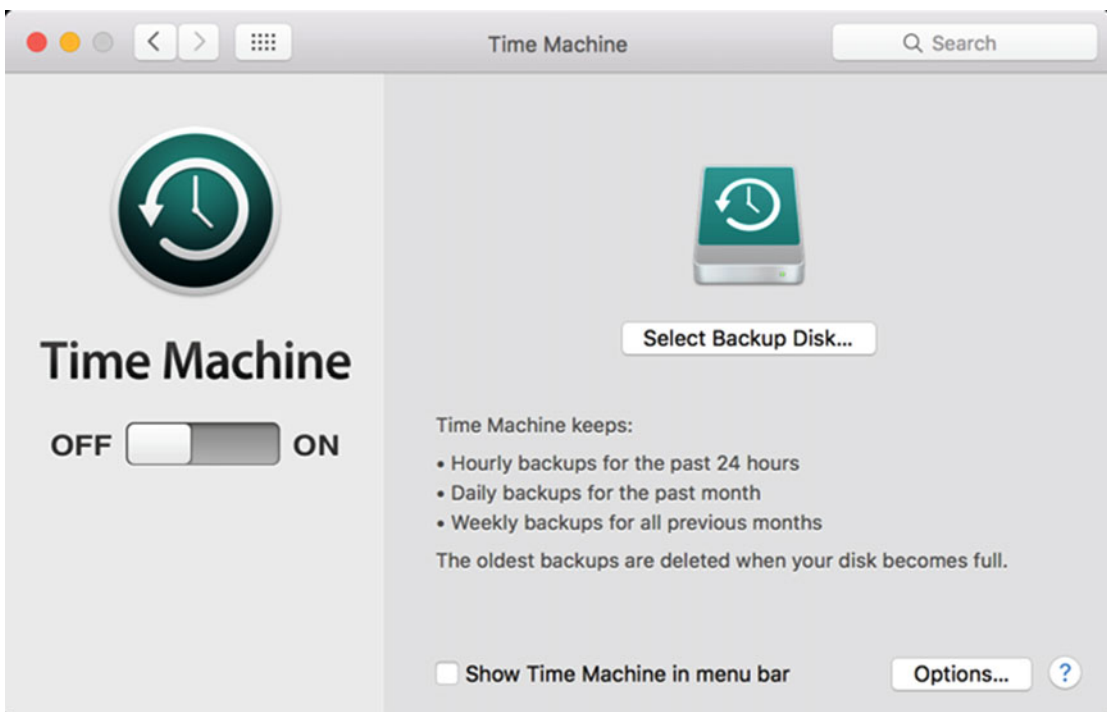 Time Machine
Search
Time Machine
OFF ON
Select Backup Disk...
Time Machine keeps:
• Hourly backups for the past 24 hours
• Daily backups for the past month
• Weekly backups for all previous months
The oldest backups are deleted when your disk becomes full.
Show Time Machine in menu bar
Options...
?